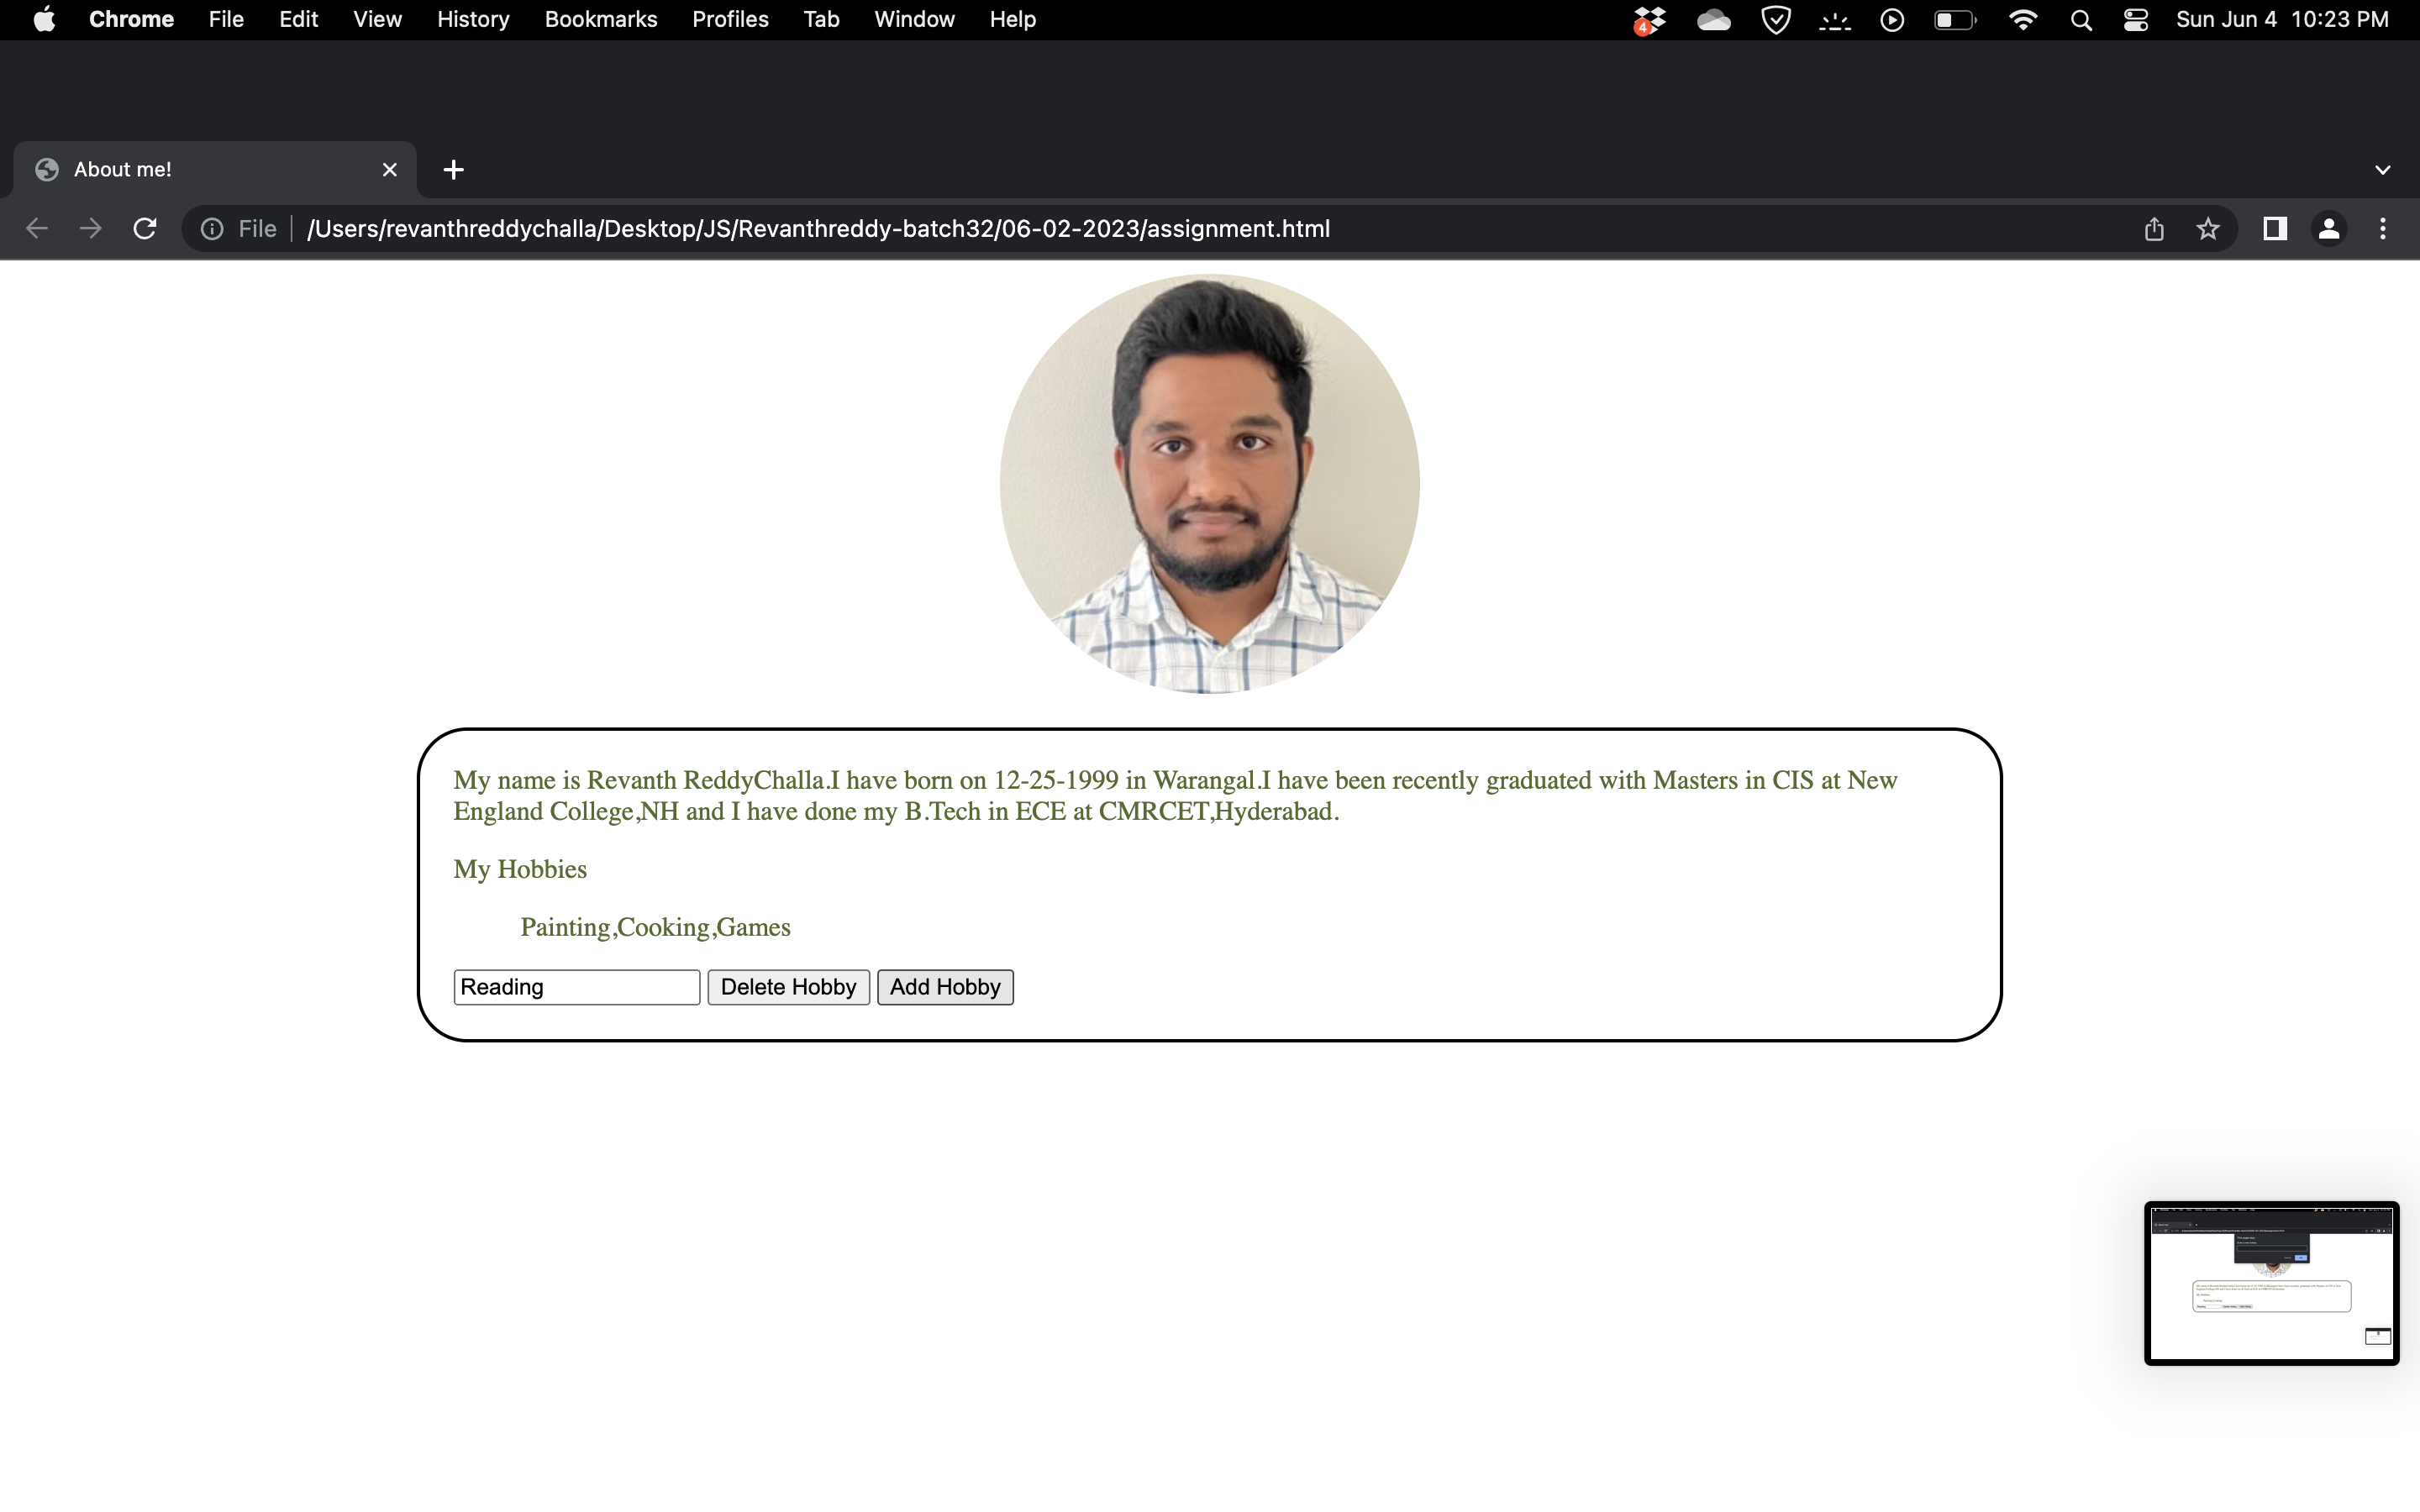 Chrome File Edit View History Bookmarks Profiles Tab Window Help 4 Sun Jun 4 10:23 PM
About me!
File /Users/revanthreddychalla/Desktop/JS/Revanthreddy-batch32/06-02-2023/assignment.html
My name is Revanth ReddyChalla.I have born on 12-25-1999 in Warangal.I have been recently graduated with Masters in CIS at New
England College,NH and I have done my B.Tech in ECE at CMRCET,Hyderabad.
My Hobbies
Painting,Cooking,Games
Reading Delete Hobby Add Hobby